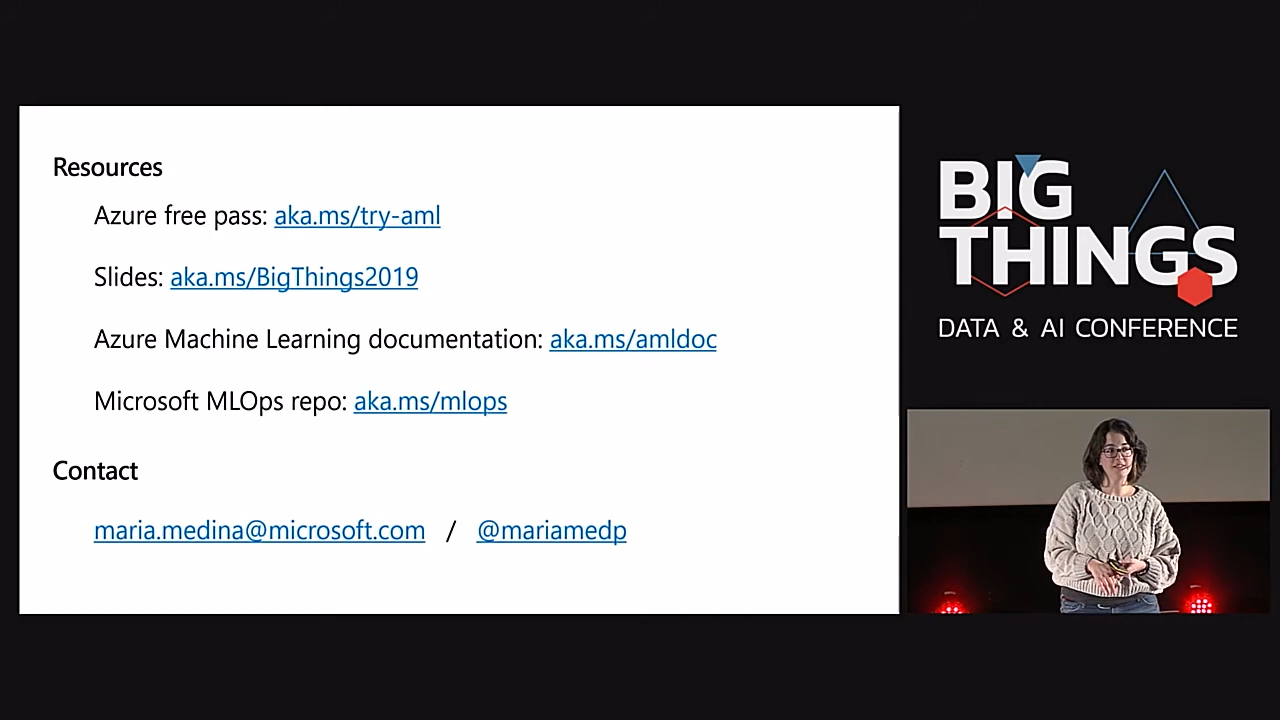 Resources
Azure free pass: aka.ms/try-aml
Slides: aka.ms/BigThings2019
Azure Machine Learning documentation: aka.ms/amldoc
Microsoft MLOps repo: aka.ms/mlops
Contact
maria.medina@microsoft.com / @mariamedp
BIG
THINGS
DATA & AI CONFERENCE